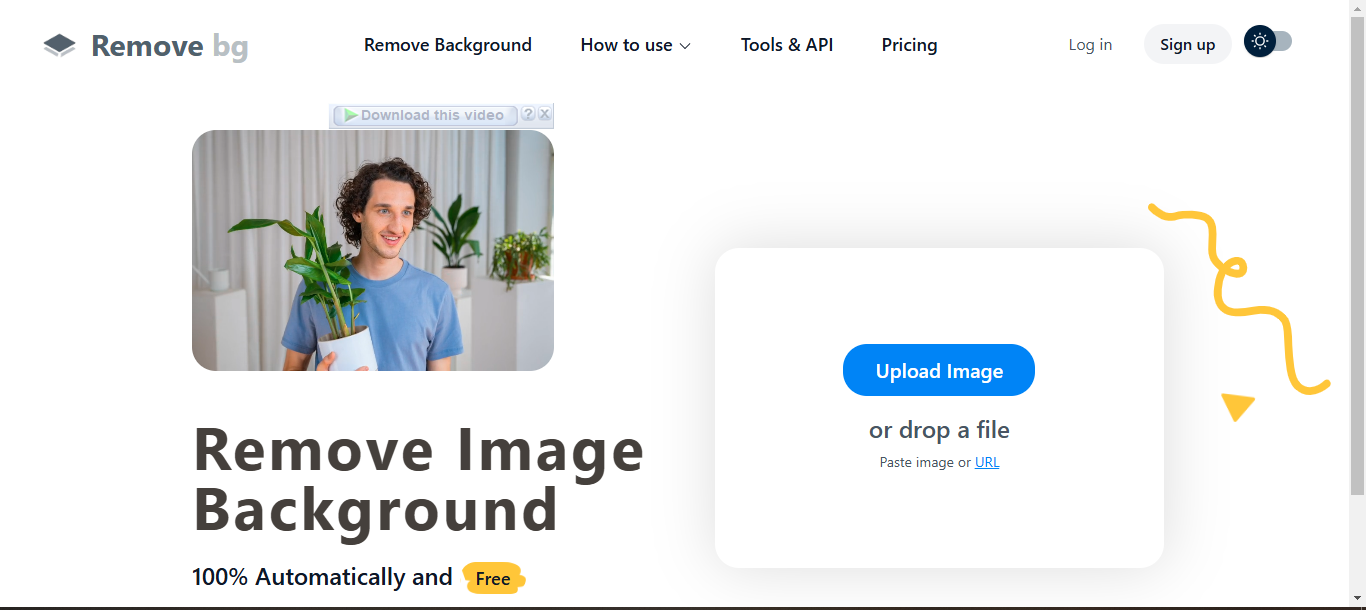 Remove bg
Remove Background
How to use
Tools & API
Pricing
Log in
Sign up
Download this video
? X
Remove Image
Background
100% Automatically and Free
Upload Image
or drop a file
Paste image or URL